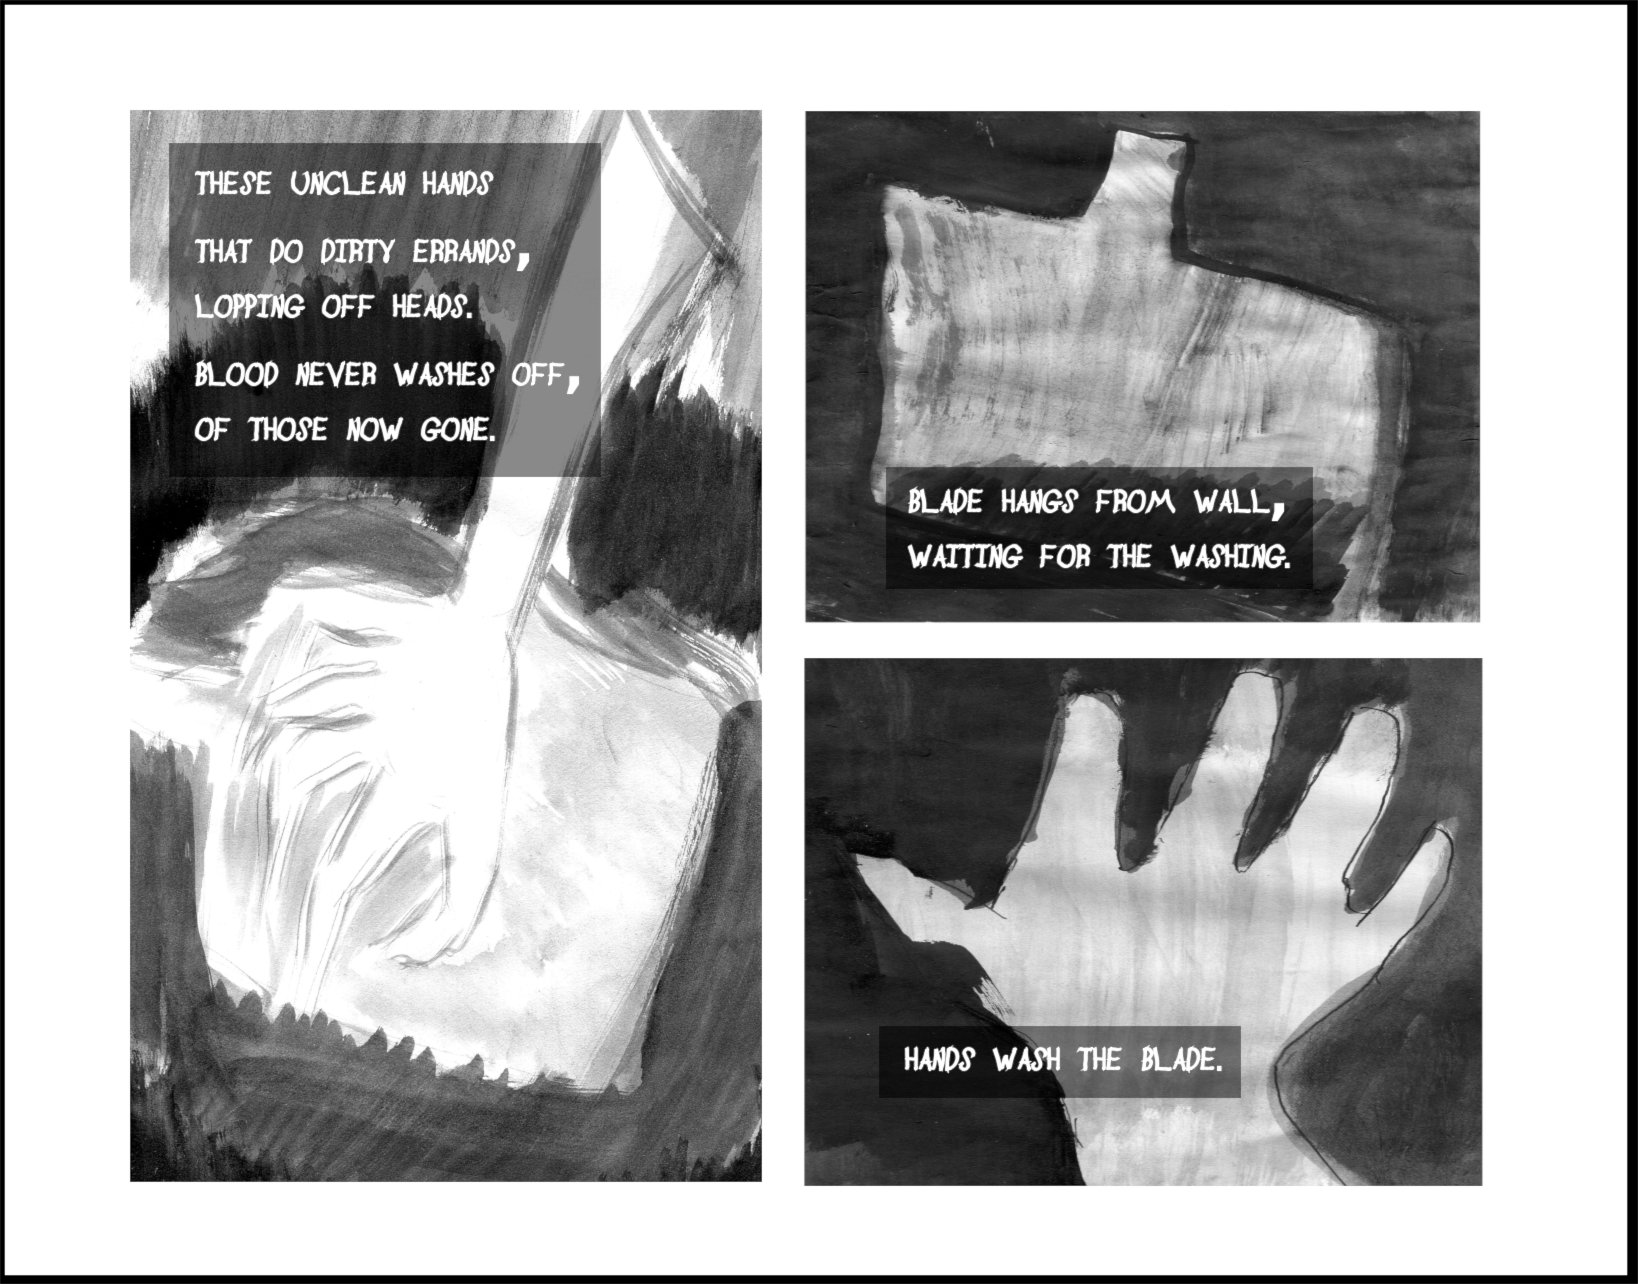 THESE UNCLEAN HANDS
THAT DO DIRTY ERRANDS,
LOPPING OFF HEADS.
BLOOD NEVER WASHES OFF,
OF THOSE NOW GONE.
BLADE HANGS FROM WALL,
WAITING FOR THE WASHING.
HANDS WASH THE BLADE.